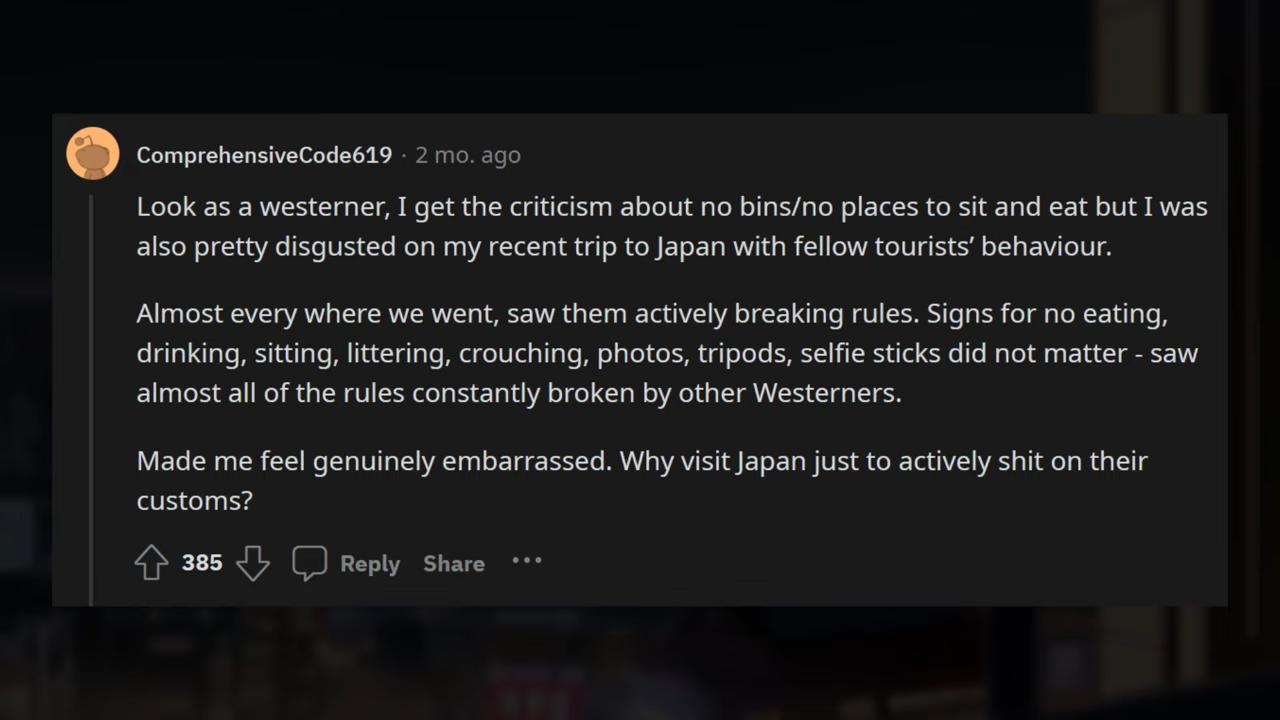 ComprehensiveCode619 · 2 mo. ago
Look as a westerner, I get the criticism about no bins/no places to sit and eat but I was
also pretty disgusted on my recent trip to Japan with fellow tourists’ behaviour.
Almost every where we went, saw them actively breaking rules. Signs for no eating,
drinking, sitting, littering, crouching, photos, tripods, selfie sticks did not matter - saw
almost all of the rules constantly broken by other Westerners.
Made me feel genuinely embarrassed. Why visit Japan just to actively shit on their
customs?
385 Reply Share ···